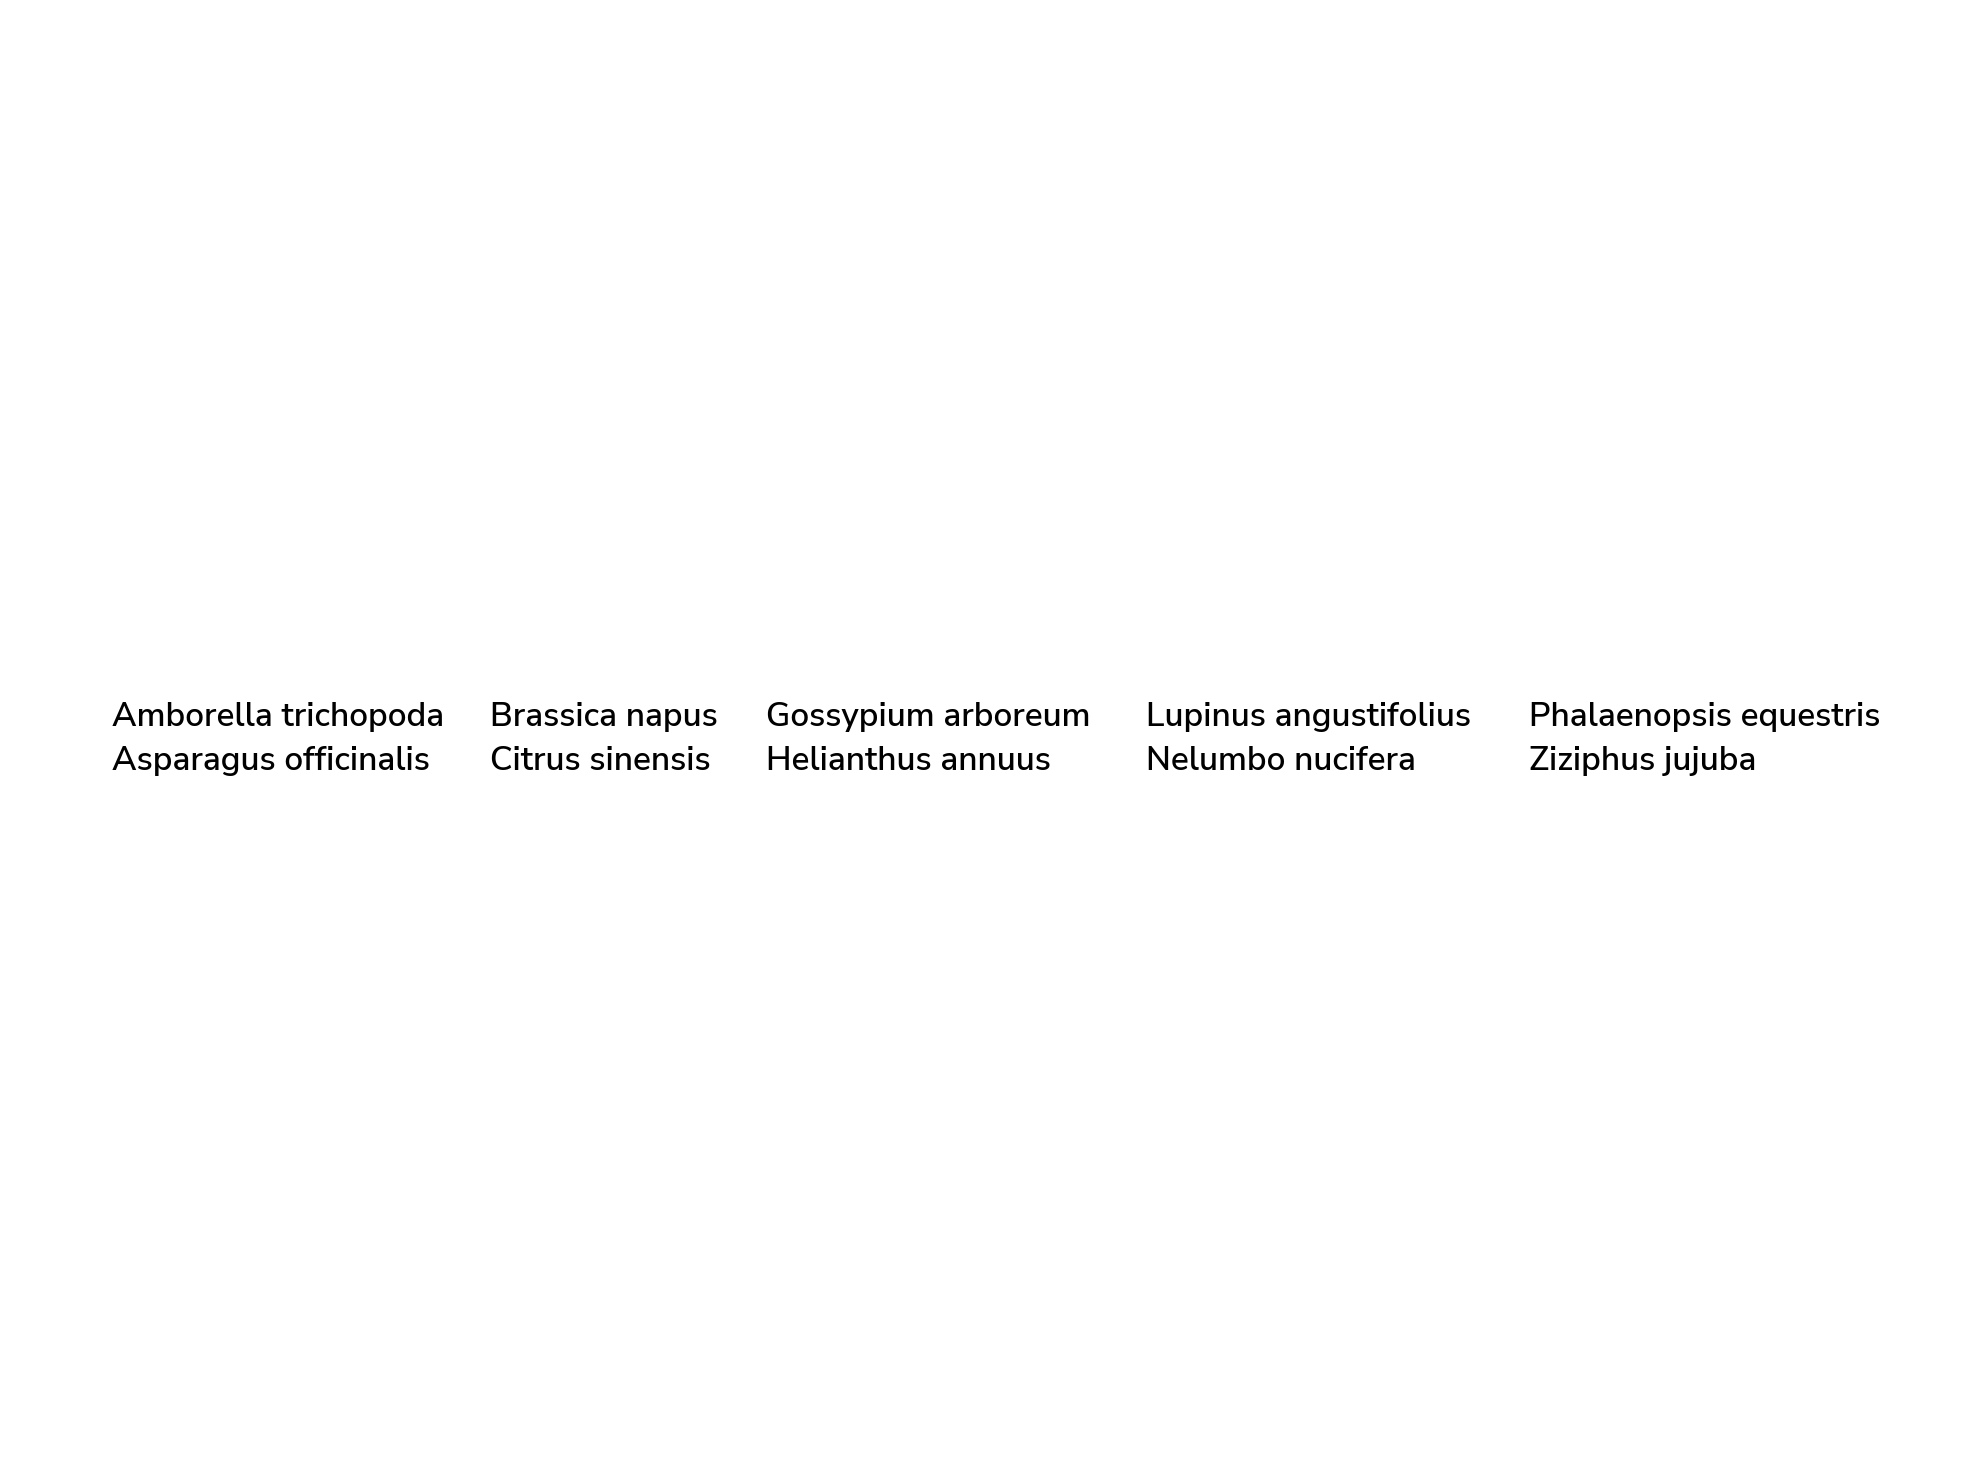 Amborella trichopoda Brassica napus Gossypium arboreum Lupinus angustifolius Phalaenopsis equestris
Asparagus officinalis Citrus sinensis Helianthus annuus Nelumbo nucifera Ziziphus jujuba